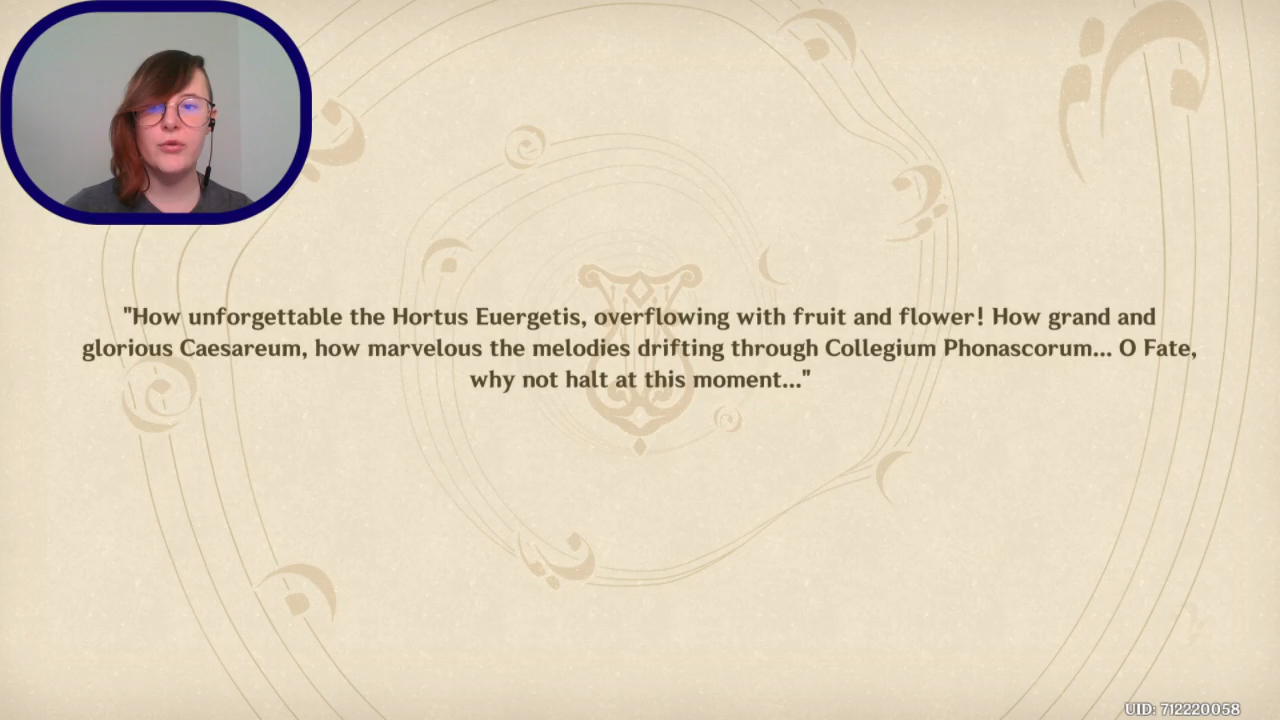 "How unforgettable the Hortus Euergetis, overflowing with fruit and flower! How grand and
glorious Caesareum, how marvelous the melodies drifting through Collegium Phonascorum... O Fate,
why not halt at this moment..."
UID: 712220058